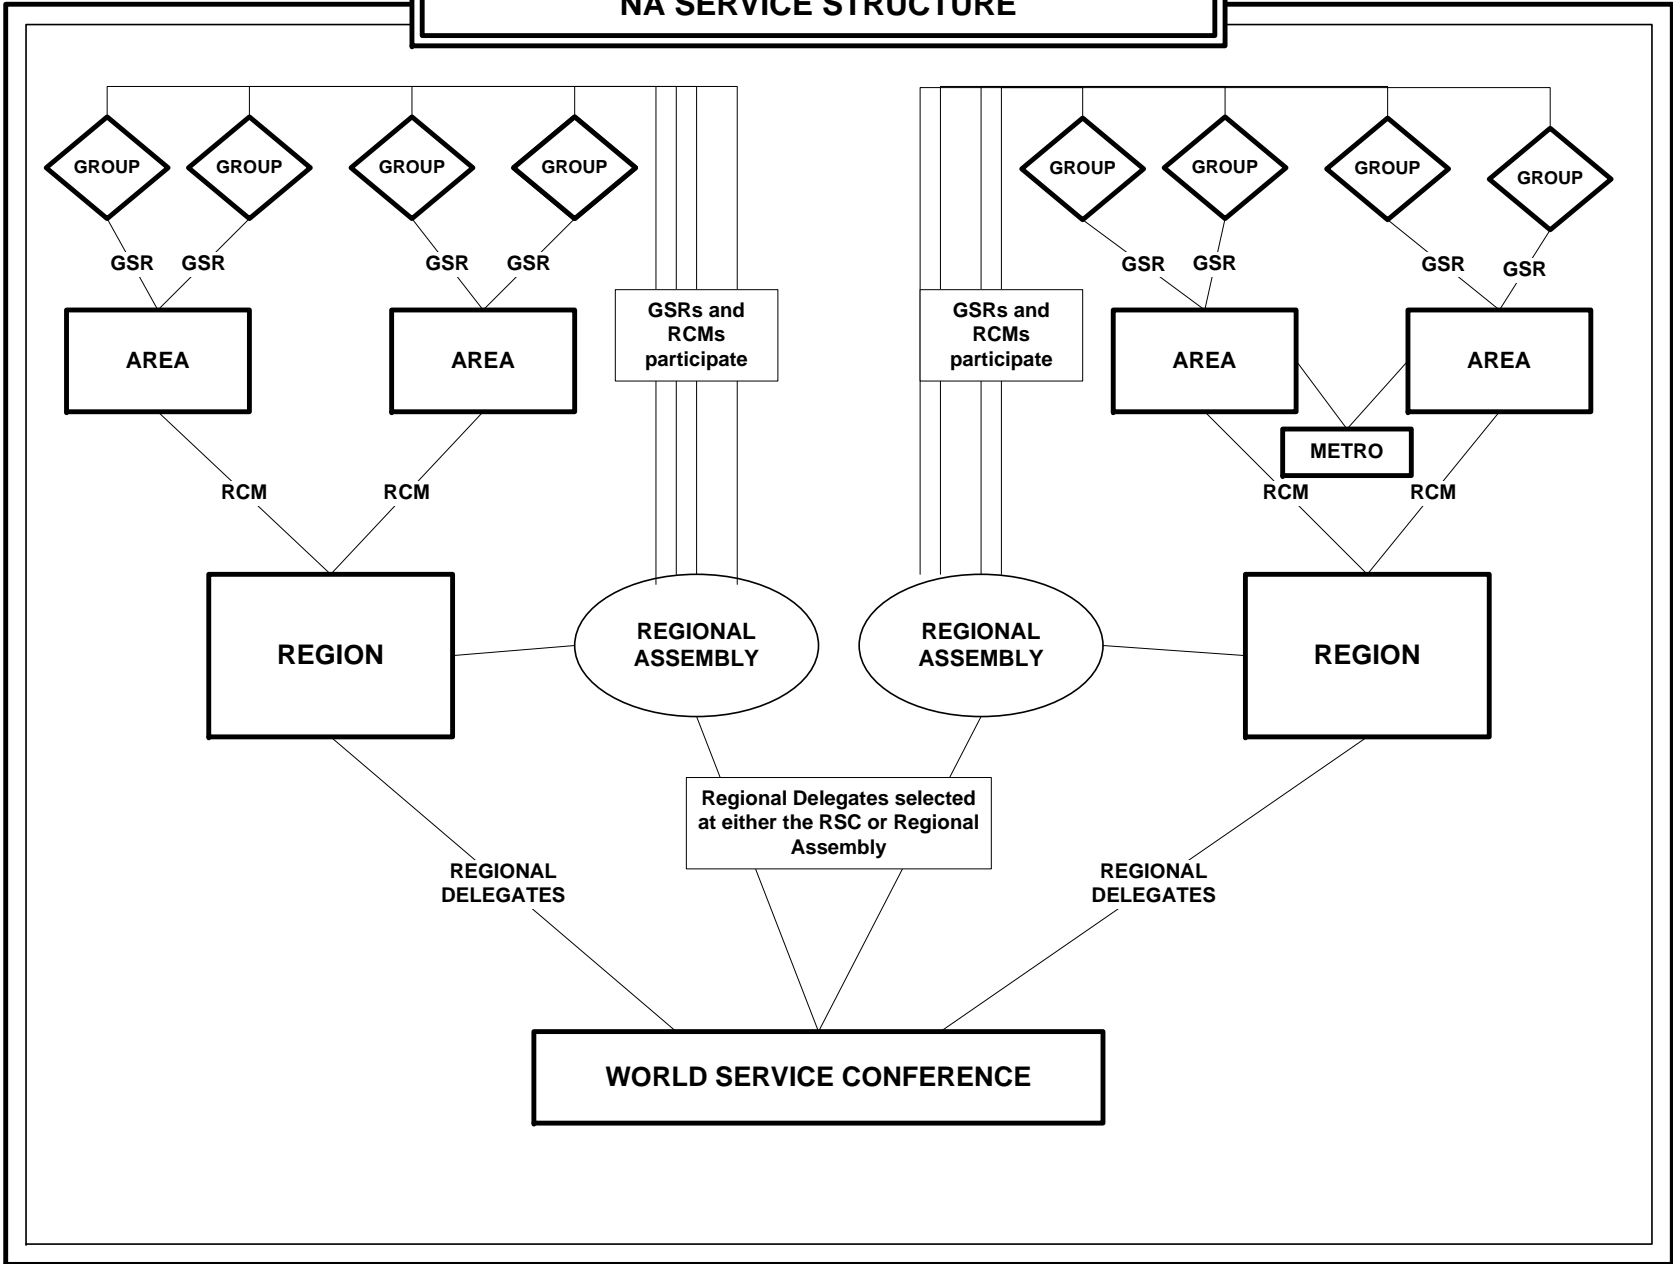 NA SERVICE STRUCTURE
GROUP
GROUP
GROUP
GROUP
GROUP
GROUP
GROUP
GROUP
GSR
GSR
GSR
GSR
GSR
GSR
GSR
GSR
AREA
AREA
GSRs and
RCMs
participate
GSRs and
RCMs
participate
AREA
AREA
METRO
RCM
RCM
RCM
RCM
REGION
REGIONAL
ASSEMBLY
REGIONAL
ASSEMBLY
REGION
Regional Delegates selected
at either the RSC or Regional
Assembly
REGIONAL
DELEGATES
REGIONAL
DELEGATES
WORLD SERVICE CONFERENCE